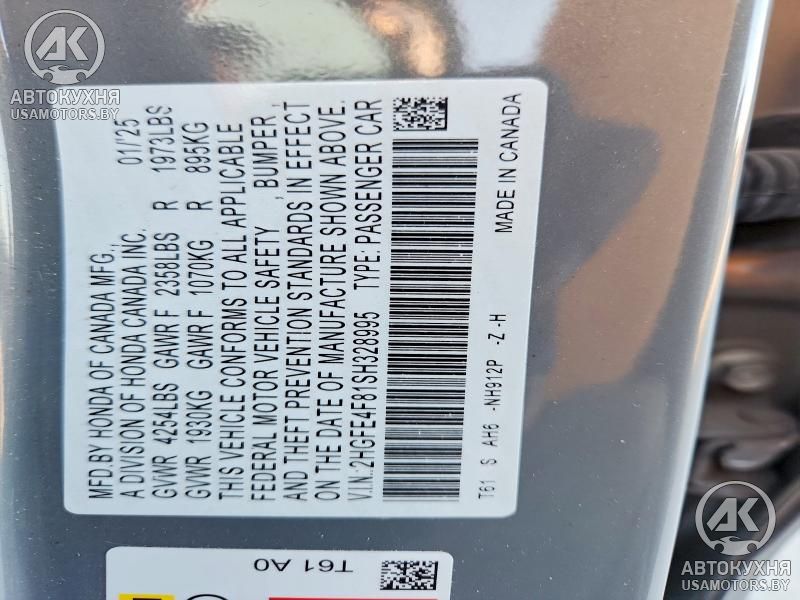 MFD.BY HONDA OF CANADA MFG.,
A DIVISION OF HONDA CANADA INC. 01/25
GVWR 4254LBS GAWR F 2358LBS R 1973LBS
GVWR 1930KG GAWR F 1070KG R 895KG
THIS VEHICLE CONFORMS TO ALL APPLICABLE
FEDERAL MOTOR VEHICLE SAFETY , BUMPER ,
AND THEFT PREVENTION STANDARDS IN EFFECT
ON THE DATE OF MANUFACTURE SHOWN ABOVE.
V.I.N.:2HGFE4F81SH328995 TYPE: PASSENGER CAR
T61 S AH6 -NH912P -Z -H MADE IN CANADA
T61 A0
АК
АВТОКУХНЯ
USAMOTORS.BY
АК
АВТОКУХНЯ
USAMOTORS.BY